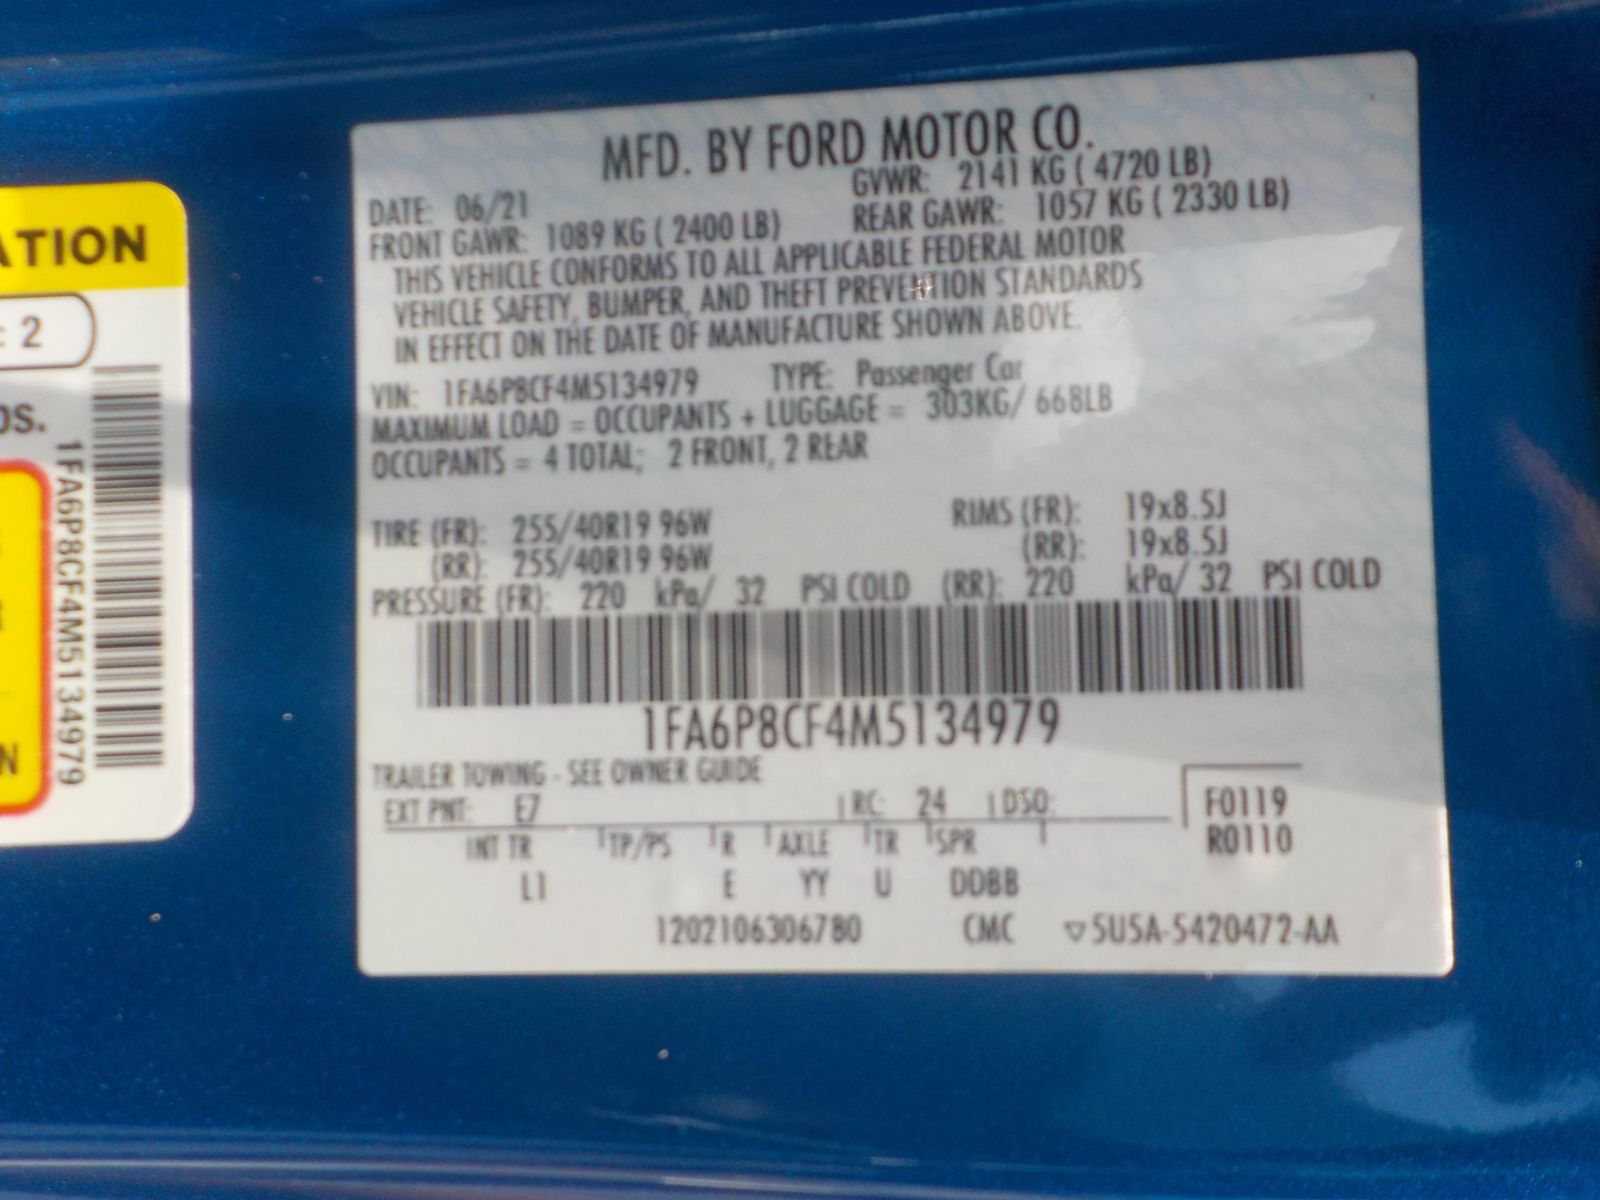 ATION
: 2
DS.
1FA6P8CF4M5134979
N
MFD. BY FORD MOTOR CO.
DATE: 06/21 GVWR: 2141 KG ( 4720 LB)
FRONT GAWR: 1089 KG ( 2400 LB) REAR GAWR: 1057 KG ( 2330 LB)
THIS VEHICLE CONFORMS TO ALL APPLICABLE FEDERAL MOTOR
VEHICLE SAFETY, BUMPER, AND THEFT PREVENTION STANDARDS
IN EFFECT ON THE DATE OF MANUFACTURE SHOWN ABOVE.
VIN: 1FA6P8CF4M5134979 TYPE: Passenger Car
MAXIMUM LOAD = OCCUPANTS + LUGGAGE = 303KG/ 668LB
OCCUPANTS = 4 TOTAL; 2 FRONT, 2 REAR
TIRE (FR): 255/40R19 96W RIMS (FR): 19x8.5J
(RR): 255/40R19 96W (RR): 19x8.5J
PRESSURE (FR): 220 kPa/ 32 PSI COLD (RR): 220 kPa/ 32 PSI COLD
1FA6P8CF4M5134979
TRAILER TOWING - SEE OWNER GUIDE
EXT PNT: E7 RC: 24 DSO: F0119
INT TR TP/PS R AXLE TR SPR R0110
L1 E YY U DDBB
1202106306780 CMC ▽5U5A-5420472-AA